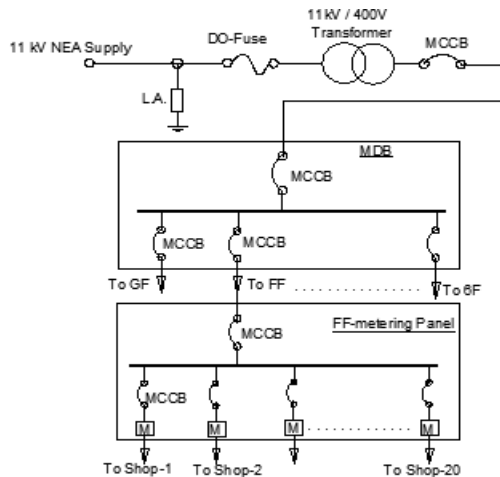 11kV / 400V
Transformer
DO-Fuse
MCCB
11 kV NEA Supply
L.A.
MDB
MCCB
MCCB
MCCB
To GF
To FF
. . . . . . . . . . . .
To 6F
MCCB
FF-metering Panel
MCCB
M
M
M
. . . . . . . . . . . .
M
To Shop-1
To Shop-2
To Shop-20